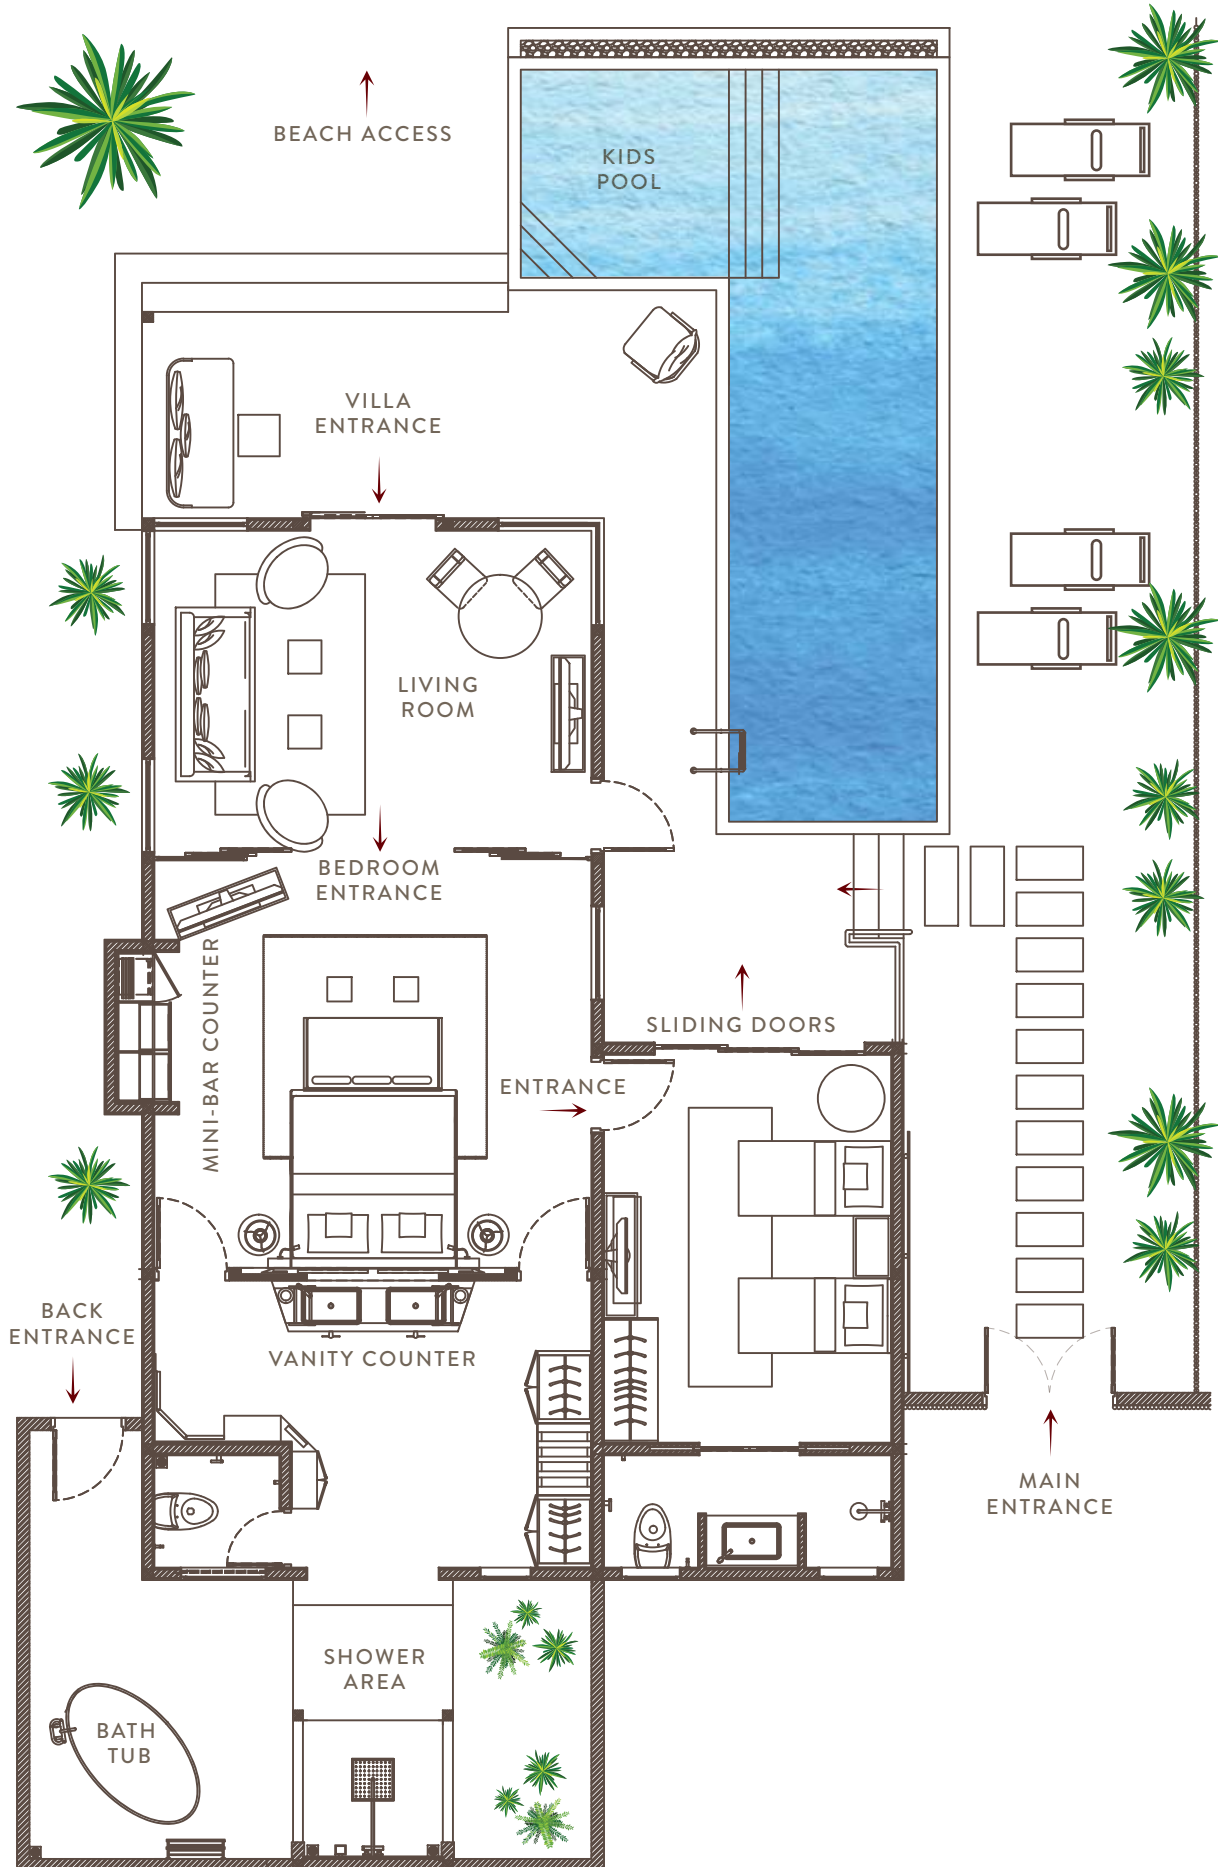 BEACH ACCESS
KIDS
POOL
VILLA
ENTRANCE
LIVING
ROOM
BEDROOM
ENTRANCE
MINI-BAR COUNTER
SLIDING DOORS
ENTRANCE
BACK
ENTRANCE
VANITY COUNTER
MAIN
ENTRANCE
SHOWER
AREA
BATH
TUB